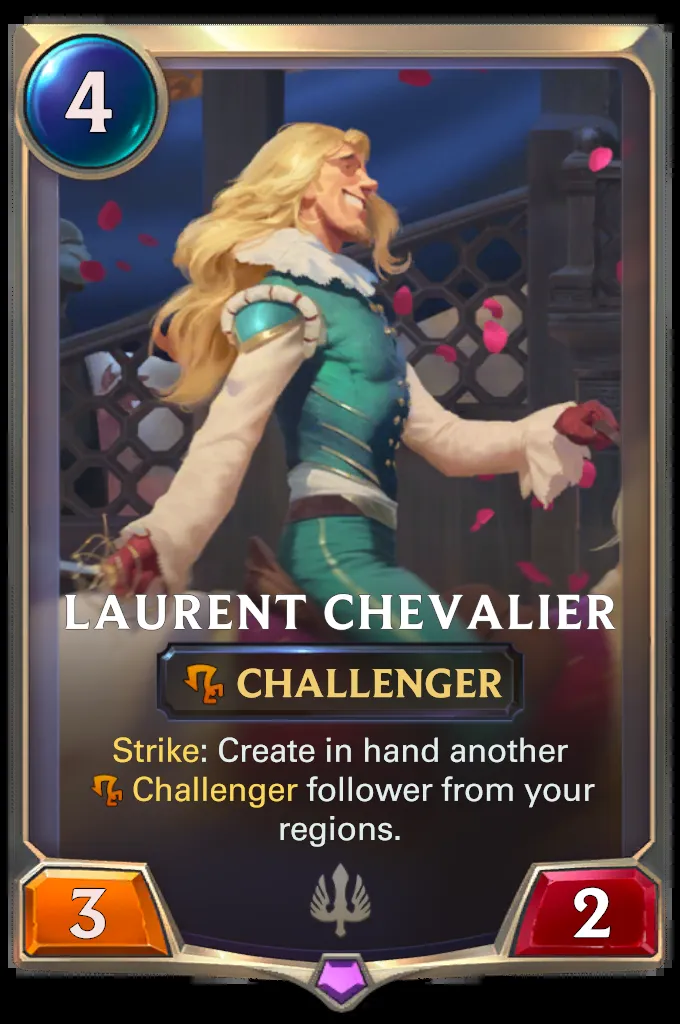 4
LAURENT CHEVALIER
CHALLENGER
Strike: Create in hand another
Challenger follower from your
regions.
3
2